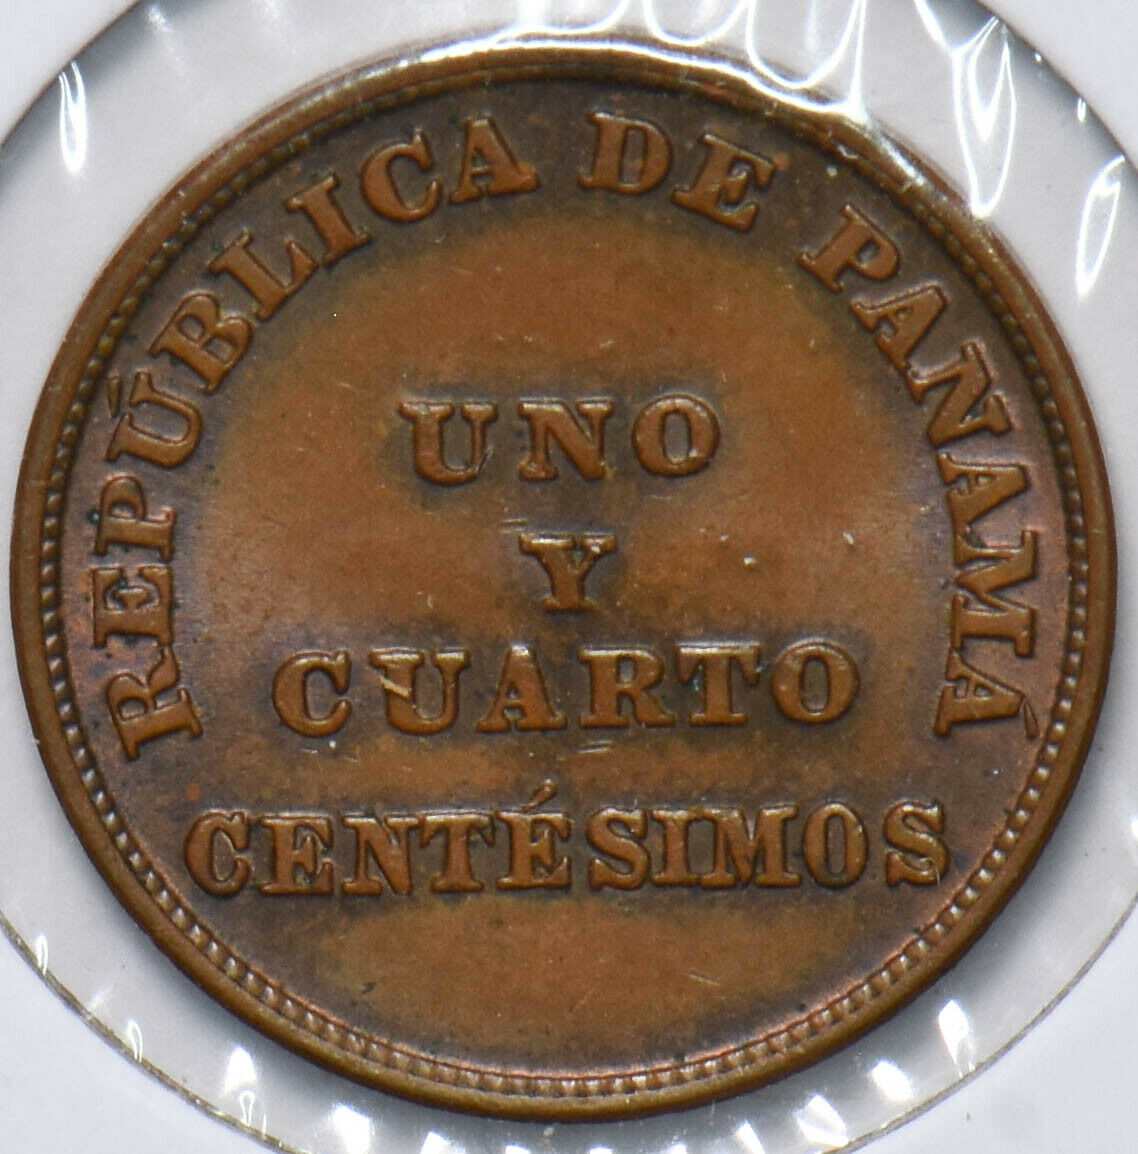 REPÚBLICA DE PANAMÁ
UNO
Y
CUARTO
CENTÉSIMOS